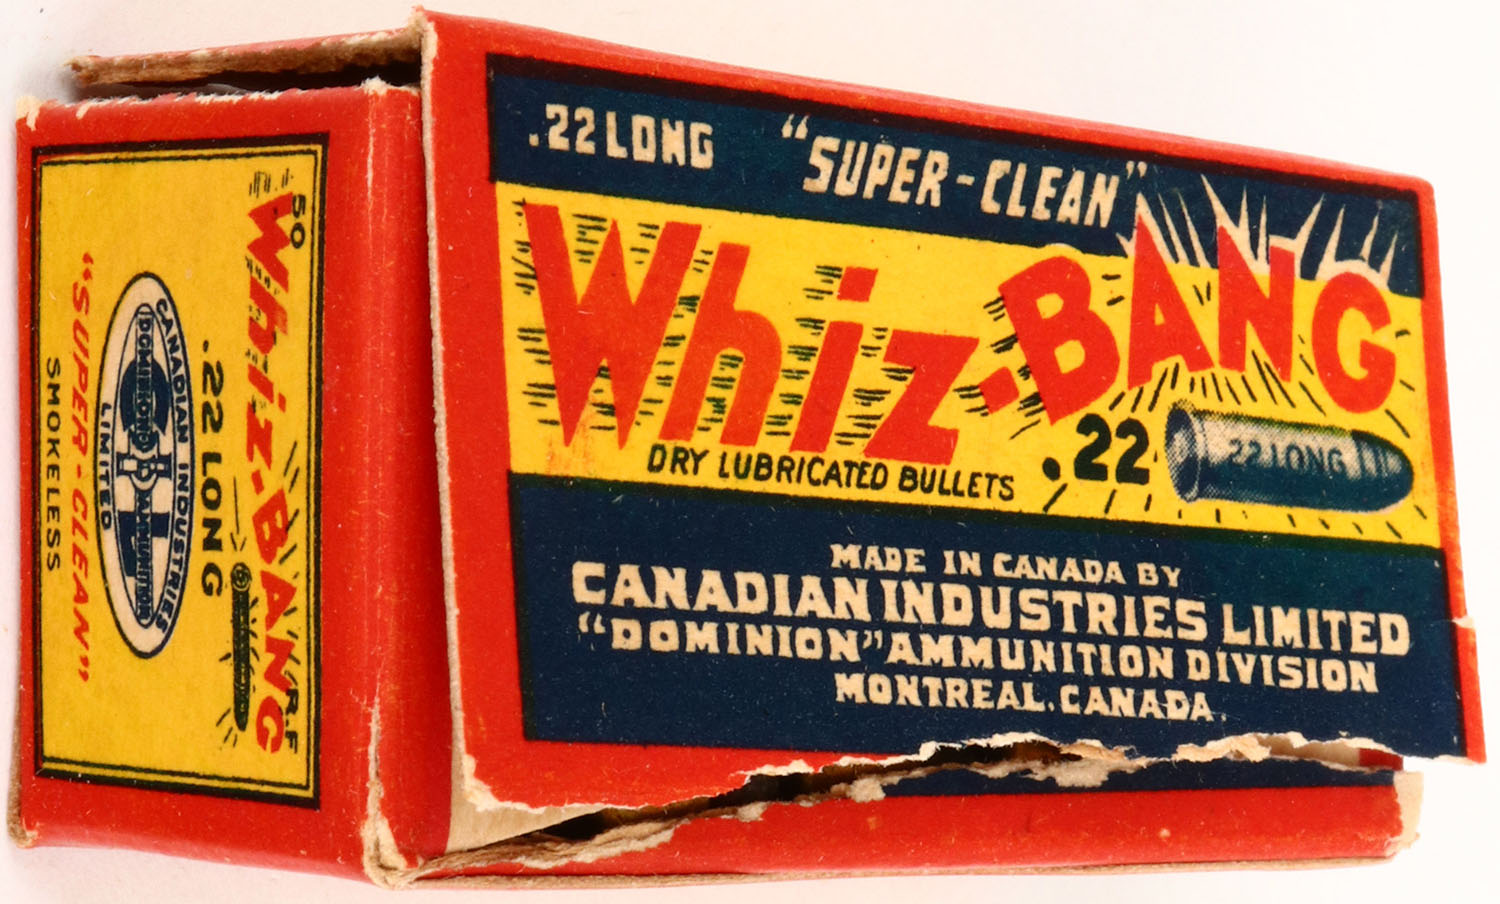 .22 LONG "SUPER-CLEAN"
Whiz-BANG
DRY LUBRICATED BULLETS
.22
22 LONG
MADE IN CANADA BY
CANADIAN INDUSTRIES LIMITED
"DOMINION" AMMUNITION DIVISION
MONTREAL. CANADA.
50
Whiz-BANG
R.F
.22 LONG
CANADIAN INDUSTRIES
DOMINION AMMUNITION
LIMITED
"SUPER-CLEAN"
SMOKELESS